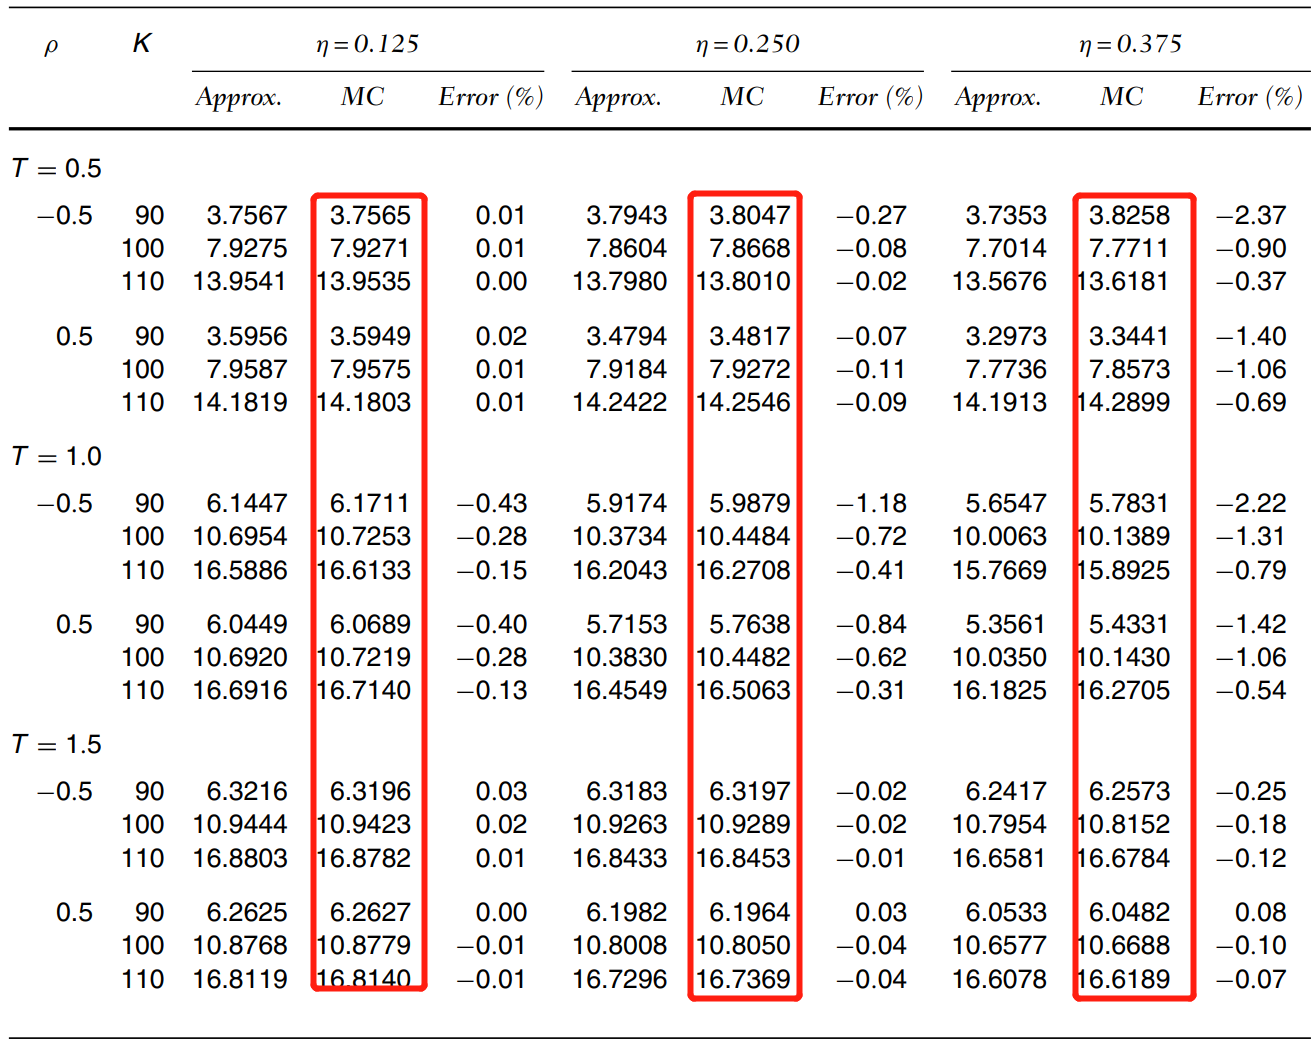 ρ K η = 0.125 η = 0.250 η = 0.375
Approx. MC Error (%) Approx. MC Error (%) Approx. MC Error (%)
T = 0.5
−0.5 90 3.7567 3.7565 0.01 3.7943 3.8047 −0.27 3.7353 3.8258 −2.37
100 7.9275 7.9271 0.01 7.8604 7.8668 −0.08 7.7014 7.7711 −0.90
110 13.9541 13.9535 0.00 13.7980 13.8010 −0.02 13.5676 13.6181 −0.37
0.5 90 3.5956 3.5949 0.02 3.4794 3.4817 −0.07 3.2973 3.3441 −1.40
100 7.9587 7.9575 0.01 7.9184 7.9272 −0.11 7.7736 7.8573 −1.06
110 14.1819 14.1803 0.01 14.2422 14.2546 −0.09 14.1913 14.2899 −0.69
T = 1.0
−0.5 90 6.1447 6.1711 −0.43 5.9174 5.9879 −1.18 5.6547 5.7831 −2.22
100 10.6954 10.7253 −0.28 10.3734 10.4484 −0.72 10.0063 10.1389 −1.31
110 16.5886 16.6133 −0.15 16.2043 16.2708 −0.41 15.7669 15.8925 −0.79
0.5 90 6.0449 6.0689 −0.40 5.7153 5.7638 −0.84 5.3561 5.4331 −1.42
100 10.6920 10.7219 −0.28 10.3830 10.4482 −0.62 10.0350 10.1430 −1.06
110 16.6916 16.7140 −0.13 16.4549 16.5063 −0.31 16.1825 16.2705 −0.54
T = 1.5
−0.5 90 6.3216 6.3196 0.03 6.3183 6.3197 −0.02 6.2417 6.2573 −0.25
100 10.9444 10.9423 0.02 10.9263 10.9289 −0.02 10.7954 10.8152 −0.18
110 16.8803 16.8782 0.01 16.8433 16.8453 −0.01 16.6581 16.6784 −0.12
0.5 90 6.2625 6.2627 0.00 6.1982 6.1964 0.03 6.0533 6.0482 0.08
100 10.8768 10.8779 −0.01 10.8008 10.8050 −0.04 10.6577 10.6688 −0.10
110 16.8119 16.8140 −0.01 16.7296 16.7369 −0.04 16.6078 16.6189 −0.07